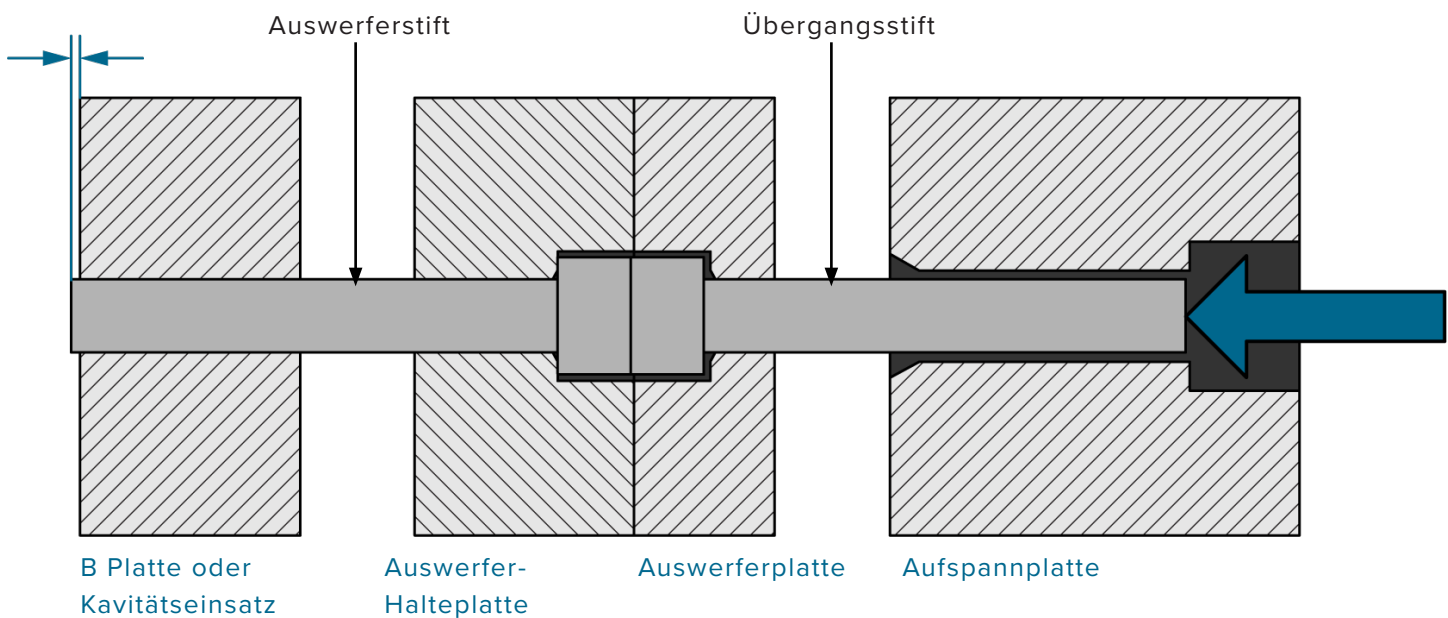 Auswerferstift
Übergangsstift
B Platte oder
Kavitätseinsatz
Auswerfer-
Halteplatte
Auswerferplatte
Aufspannplatte